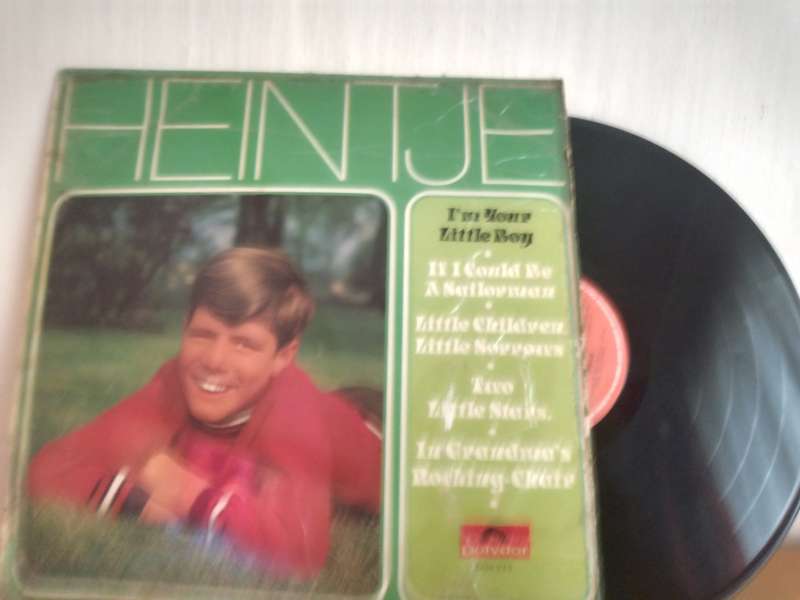 HEINTJE
I'm Your
Little Boy
If I Could Be
A Sailorman
Little Children
Little Sorrows
Two
Little Stars
In Grandma's
Rocking-Chair
Polydor